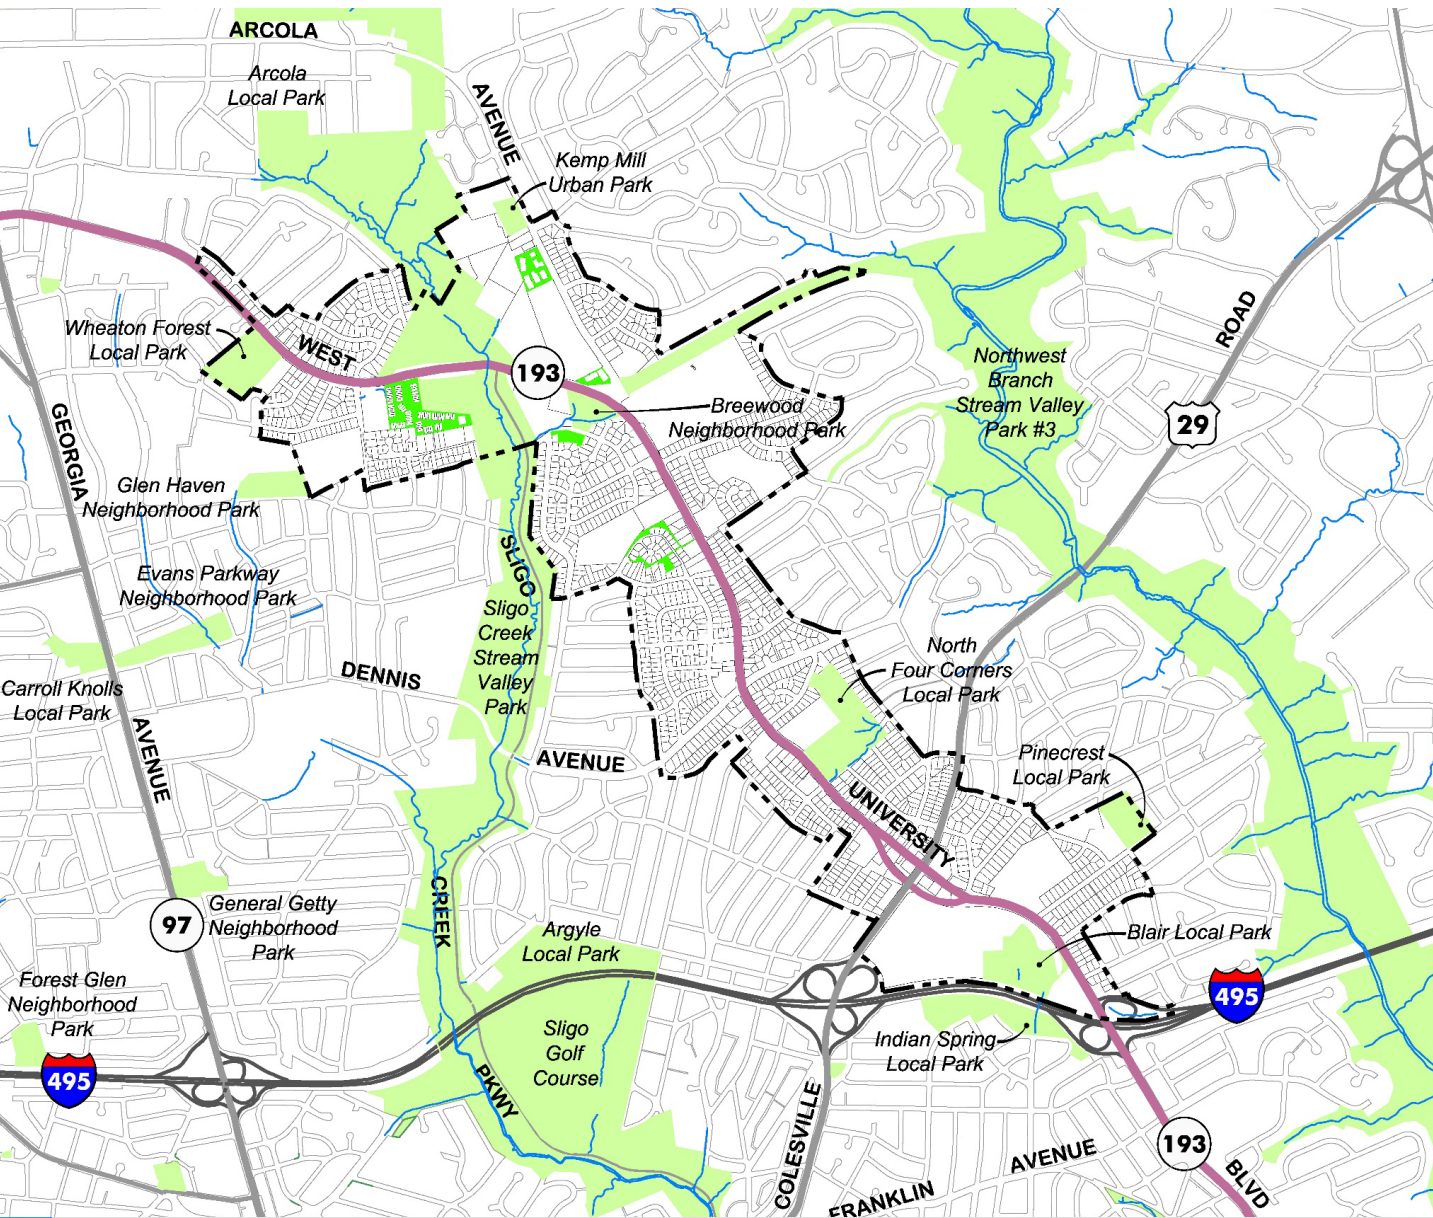 ARCOLA
AVENUE
Arcola
Local Park
Kemp Mill
Urban Park
Wheaton Forest
Local Park
WEST
193
Breewood
Neighborhood Park
Northwest
Branch
Stream Valley
Park #3
ROAD
29
GEORGIA
AVENUE
Glen Haven
Neighborhood Park
Evans Parkway
Neighborhood Park
SLIGO
CREEK
PKWY
Sligo
Creek
Stream
Valley
Park
DENNIS
AVENUE
Carroll Knolls
Local Park
North
Four Corners
Local Park
Pinecrest
Local Park
UNIVERSITY
97
General Getty
Neighborhood
Park
Argyle
Local Park
Blair Local Park
Forest Glen
Neighborhood
Park
495
Sligo
Golf
Course
Indian Spring
Local Park
495
COLESVILLE
FRANKLIN
AVENUE
193
BLVD